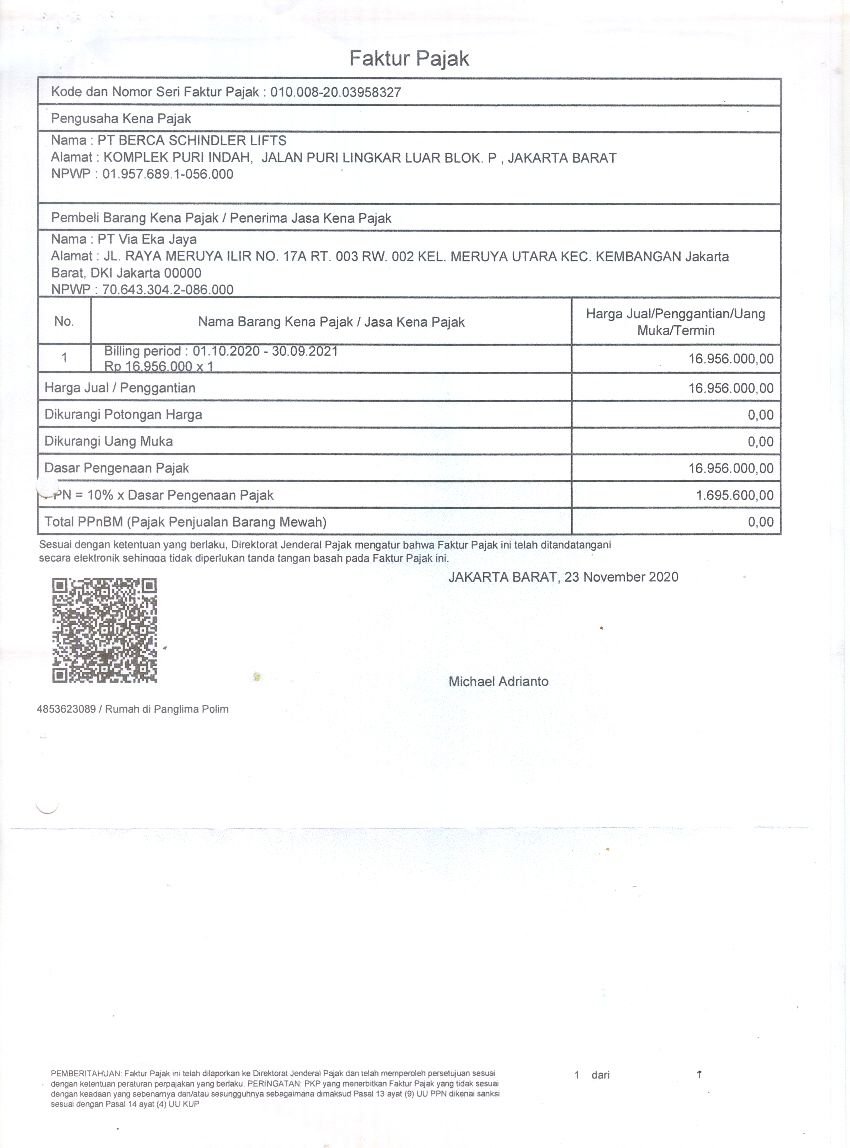 Faktur Pajak
Kode dan Nomor Seri Faktur Pajak : 010.008-20.03958327
Pengusaha Kena Pajak
Nama : PT BERCA SCHINDLER LIFTS
Alamat : KOMPLEK PURI INDAH, JALAN PURI LINGKAR LUAR BLOK. P , JAKARTA BARAT
NPWP : 01.957.689.1-056.000
Pembeli Barang Kena Pajak / Penerima Jasa Kena Pajak
Nama : PT Via Eka Jaya
Alamat : JL. RAYA MERUYA ILIR NO. 17A RT. 003 RW. 002 KEL. MERUYA UTARA KEC. KEMBANGAN Jakarta
Barat, DKI Jakarta 00000
NPWP : 70.643.304.2-086.000
No. Nama Barang Kena Pajak / Jasa Kena Pajak Harga Jual/Penggantian/Uang
Muka/Termin
1 Billing period : 01.10.2020 - 30.09.2021
Rp 16.956.000 x 1 16.956.000,00
Harga Jual / Penggantian 16.956.000,00
Dikurangi Potongan Harga 0,00
Dikurangi Uang Muka 0,00
Dasar Pengenaan Pajak 16.956.000,00
PN = 10% x Dasar Pengenaan Pajak 1.695.600,00
Total PPnBM (Pajak Penjualan Barang Mewah) 0,00
Sesuai dengan ketentuan yang berlaku, Direktorat Jenderal Pajak mengatur bahwa Faktur Pajak ini telah ditandatangani
secara elektronik sehingga tidak diperlukan tanda tangan basah pada Faktur Pajak ini.
JAKARTA BARAT, 23 November 2020
Michael Adrianto
4853623089 / Rumah di Panglima Polim
PEMBERITAHUAN: Faktur Pajak ini telah dilaporkan ke Direktorat Jenderal Pajak dan telah memperoleh persetujuan sesuai
dengan ketentuan peraturan perpajakan yang berlaku. PERINGATAN: PKP yang menerbitkan Faktur Pajak yang tidak sesuai
dengan keadaan yang sebenarnya dan/atau sesungguhnya sebagaimana dimaksud Pasal 13 ayat (9) UU PPN dikenai sanksi
sesuai dengan Pasal 14 ayat (4) UU KUP
1 dari 1